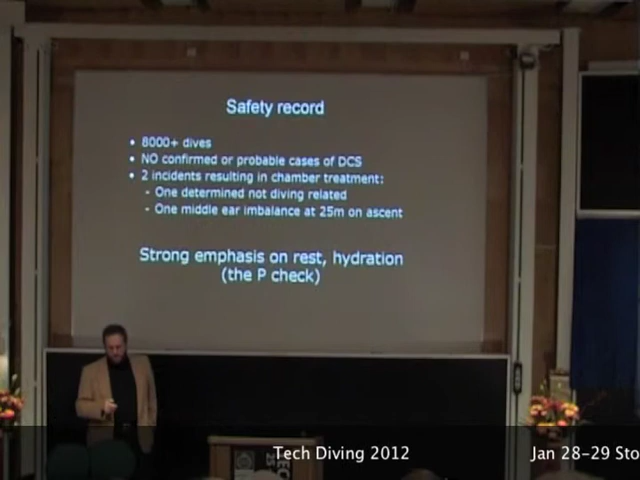 Safety record
• 8000+ dives
• NO confirmed or probable cases of DCS
• 2 incidents resulting in chamber treatment:
- One determined not diving related
- One middle ear imbalance at 25m on ascent
Strong emphasis on rest, hydration
(the P check)
Tech Diving 2012
Jan 28-29 Sto